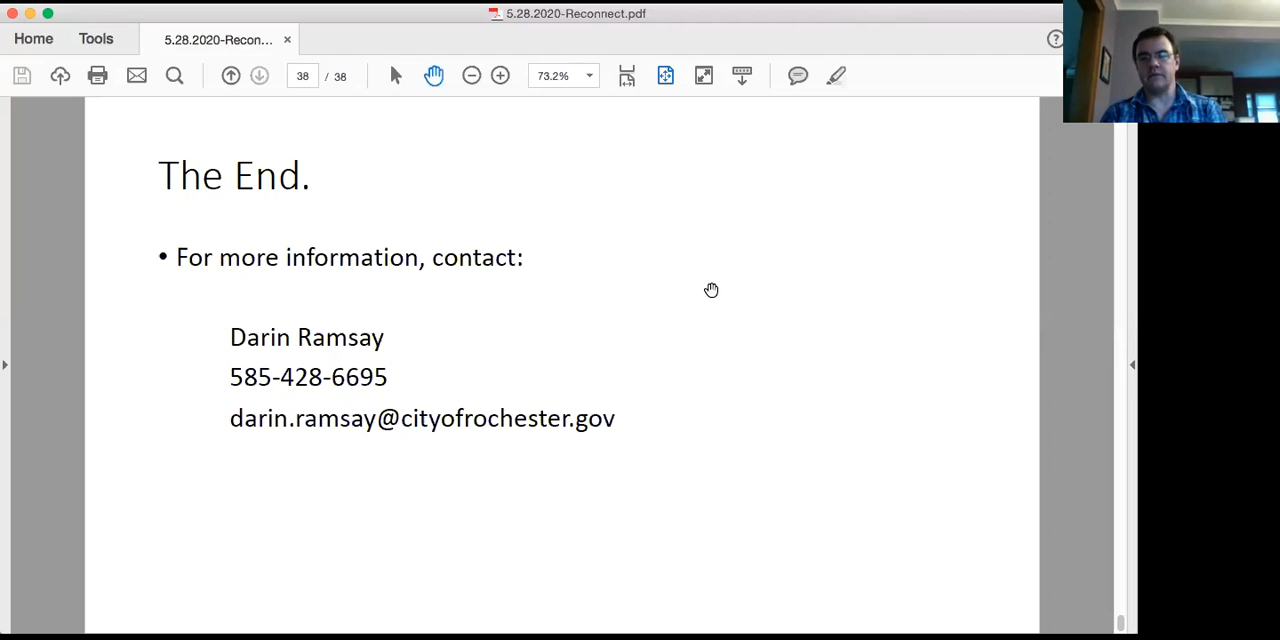 5.28.2020-Reconnect.pdf
Home Tools 5.28.2020-Recon... ×
38 / 38 73.2%
The End.
• For more information, contact:
Darin Ramsay
585-428-6695
darin.ramsay@cityofrochester.gov